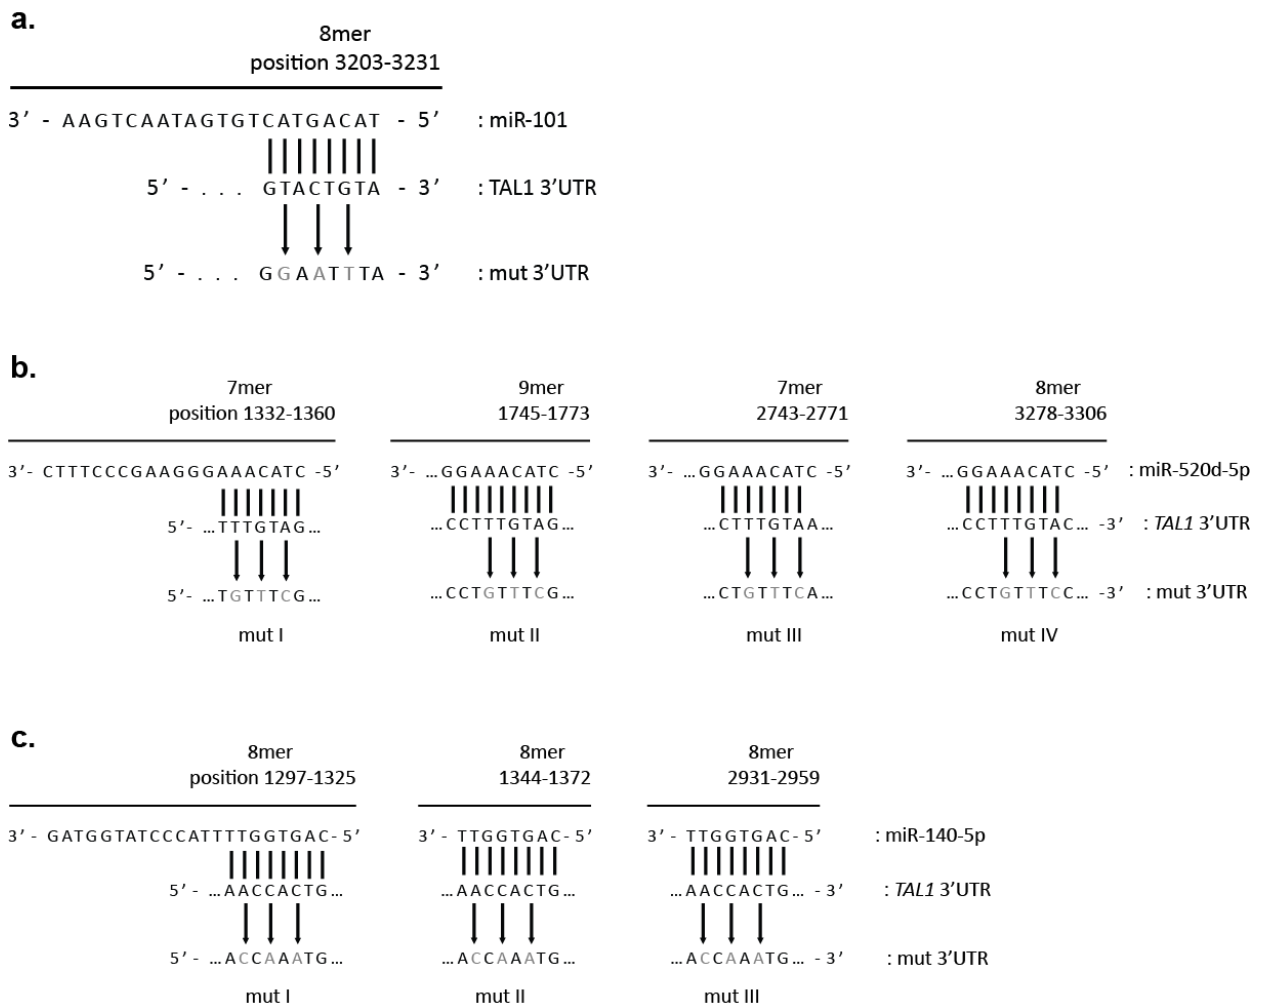 a.
8mer
position 3203-3231
3' - AAGTCAATAGTGTCATGACAT - 5' : miR-101
5' - . . . GTACTGTA - 3' : TAL1 3'UTR
5' - . . . GGAATTTA - 3' : mut 3'UTR
b.
7mer 9mer 7mer 8mer
position 1332-1360 1745-1773 2743-2771 3278-3306
3'- CTTTCCCGAAGGGAAACATC -5' 3'- ...GGAAACATC -5' 3'- ...GGAAACATC -5' 3'- ...GGAAACATC -5' : miR-520d-5p
5'- ...TTTGTAG... ...CCTTTGTAG... ...CTTTGTAA... ...CCTTTGTAC... -3' : TAL1 3'UTR
5'- ...TGTTTCG... ...CCTGTTTCG... ...CTGTTTCA... ...CCTGTTTCC... -3' : mut 3'UTR
mut I mut II mut III mut IV
c.
8mer 8mer 8mer
position 1297-1325 1344-1372 2931-2959
3' - GATGGTATCCCATTTTGGTGAC- 5' 3' - TTGGTGAC- 5' 3' - TTGGTGAC- 5' : miR-140-5p
5' - ...AACCACTG... ...AACCACTG... ...AACCACTG... - 3' : TAL1 3'UTR
5' - ...ACCAAATG... ...ACCAAATG... ...ACCAAATG... - 3' : mut 3'UTR
mut I mut II mut III